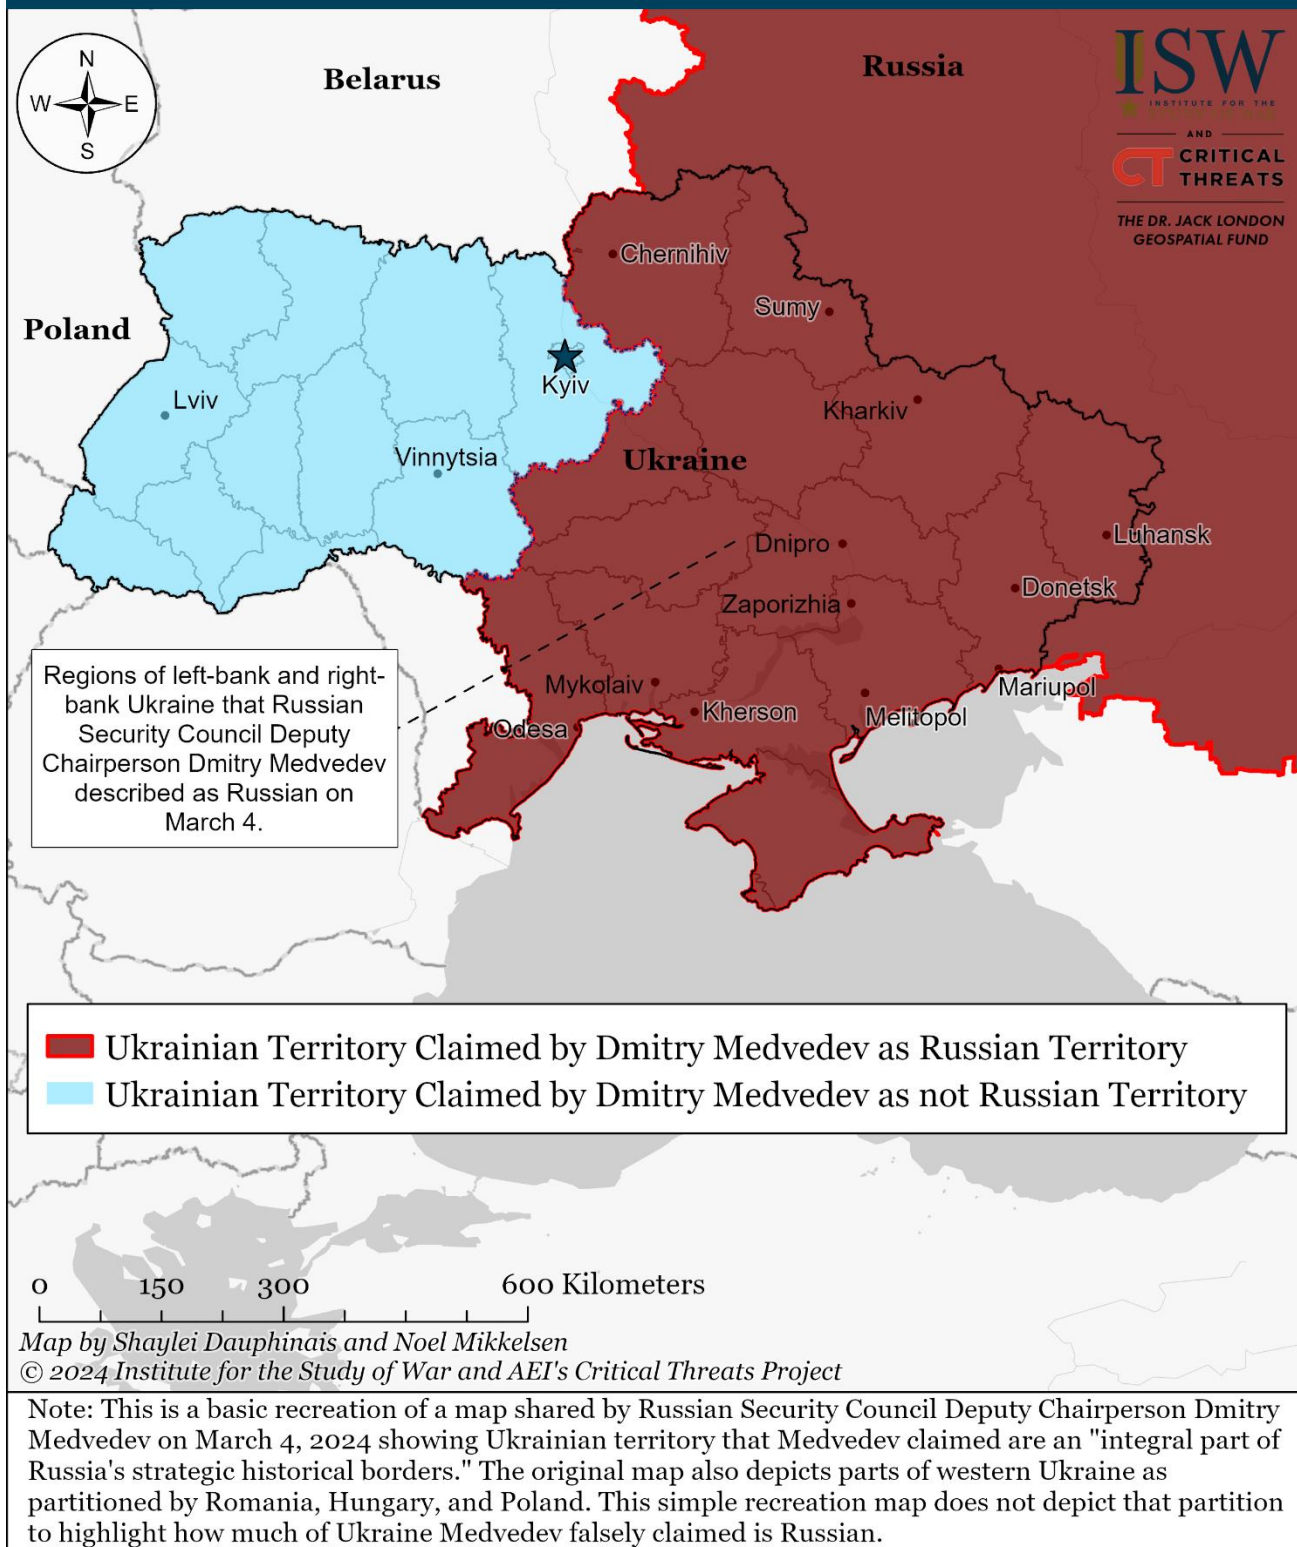 N
W E
S
Belarus
Russia
ISW
INSTITUTE FOR THE
AND
CT CRITICAL
THREATS
THE DR. JACK LONDON
GEOSPATIAL FUND
Poland
Chernihiv
Sumy
Kyiv
Lviv
Kharkiv
Vinnytsia
Ukraine
Dnipro
Luhansk
Donetsk
Zaporizhia
Mykolaiv
Mariupol
Kherson
Melitopol
Odesa
Regions of left-bank and right-
bank Ukraine that Russian
Security Council Deputy
Chairperson Dmitry Medvedev
described as Russian on
March 4.
Ukrainian Territory Claimed by Dmitry Medvedev as Russian Territory
Ukrainian Territory Claimed by Dmitry Medvedev as not Russian Territory
0 150 300 600 Kilometers
Map by Shaylei Dauphinais and Noel Mikkelsen
© 2024 Institute for the Study of War and AEI's Critical Threats Project
Note: This is a basic recreation of a map shared by Russian Security Council Deputy Chairperson Dmitry
Medvedev on March 4, 2024 showing Ukrainian territory that Medvedev claimed are an "integral part of
Russia's strategic historical borders." The original map also depicts parts of western Ukraine as
partitioned by Romania, Hungary, and Poland. This simple recreation map does not depict that partition
to highlight how much of Ukraine Medvedev falsely claimed is Russian.